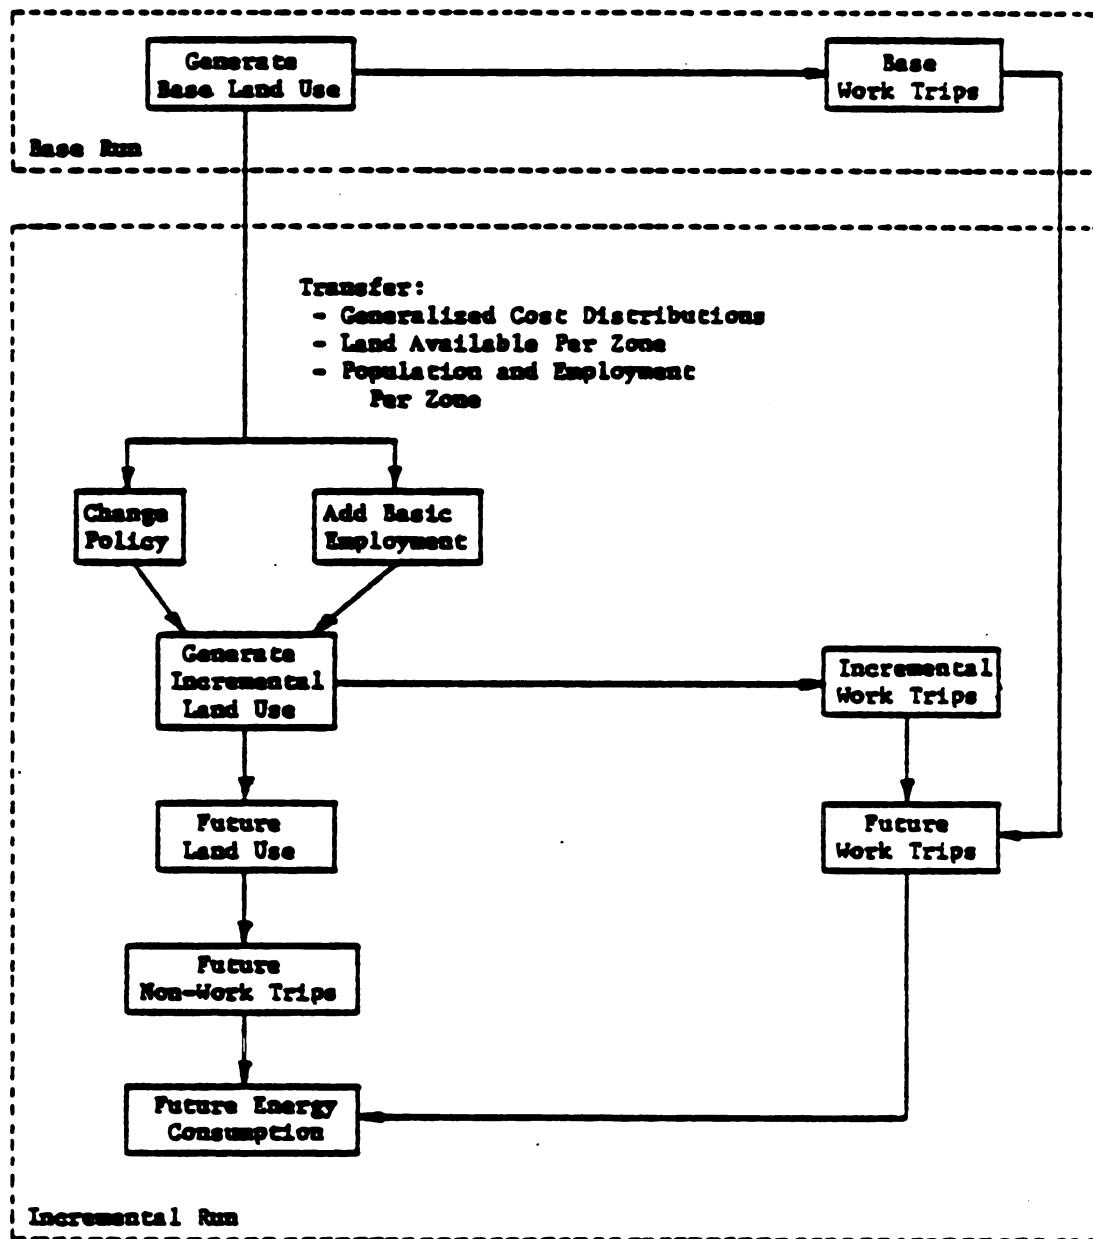 Generate
Base Land Use
Base
Work Trips
Base Run
Transfer:
- Generalized Cost Distributions
- Land Available Per Zone
- Population and Employment
Per Zone
Change
Policy
Add Basic
Employment
Generate
Incremental
Land Use
Incremental
Work Trips
Future
Land Use
Future
Work Trips
Future
Non-Work Trips
Future Energy
Consumption
Incremental Run